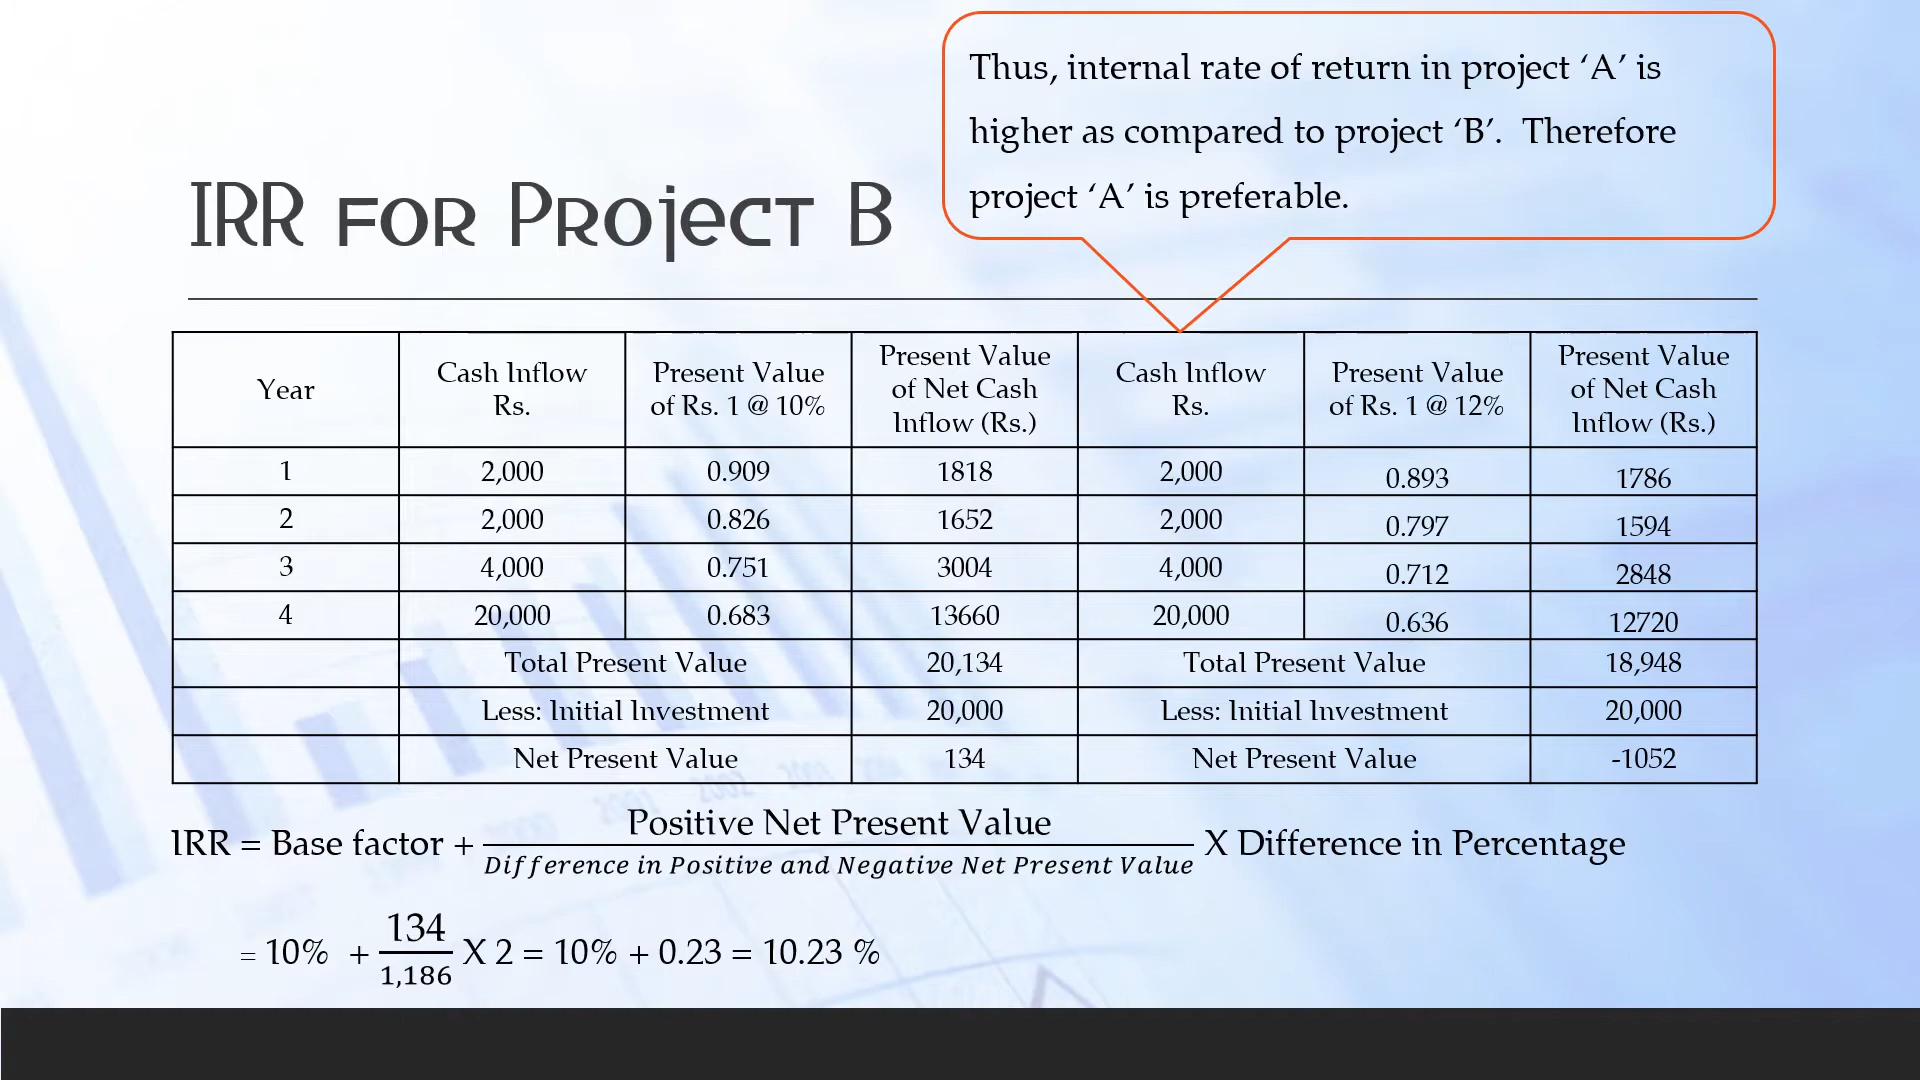 Thus, internal rate of return in project ‘A’ is
higher as compared to project ‘B’.  Therefore
project ‘A’ is preferable.
IRR for Project B
Year | Cash Inflow Rs. | Present Value of Rs. 1 @ 10% | Present Value of Net Cash Inflow (Rs.) | Cash Inflow Rs. | Present Value of Rs. 1 @ 12% | Present Value of Net Cash Inflow (Rs.)
1 | 2,000 | 0.909 | 1818 | 2,000 | 0.893 | 1786
2 | 2,000 | 0.826 | 1652 | 2,000 | 0.797 | 1594
3 | 4,000 | 0.751 | 3004 | 4,000 | 0.712 | 2848
4 | 20,000 | 0.683 | 13660 | 20,000 | 0.636 | 12720
Total Present Value | 20,134 | Total Present Value | 18,948
Less: Initial Investment | 20,000 | Less: Initial Investment | 20,000
Net Present Value | 134 | Net Present Value | -1052
IRR = Base factor + Positive Net Present Value / Difference in Positive and Negative Net Present Value X Difference in Percentage
= 10% + 134 / 1,186 X 2 = 10% + 0.23 = 10.23 %